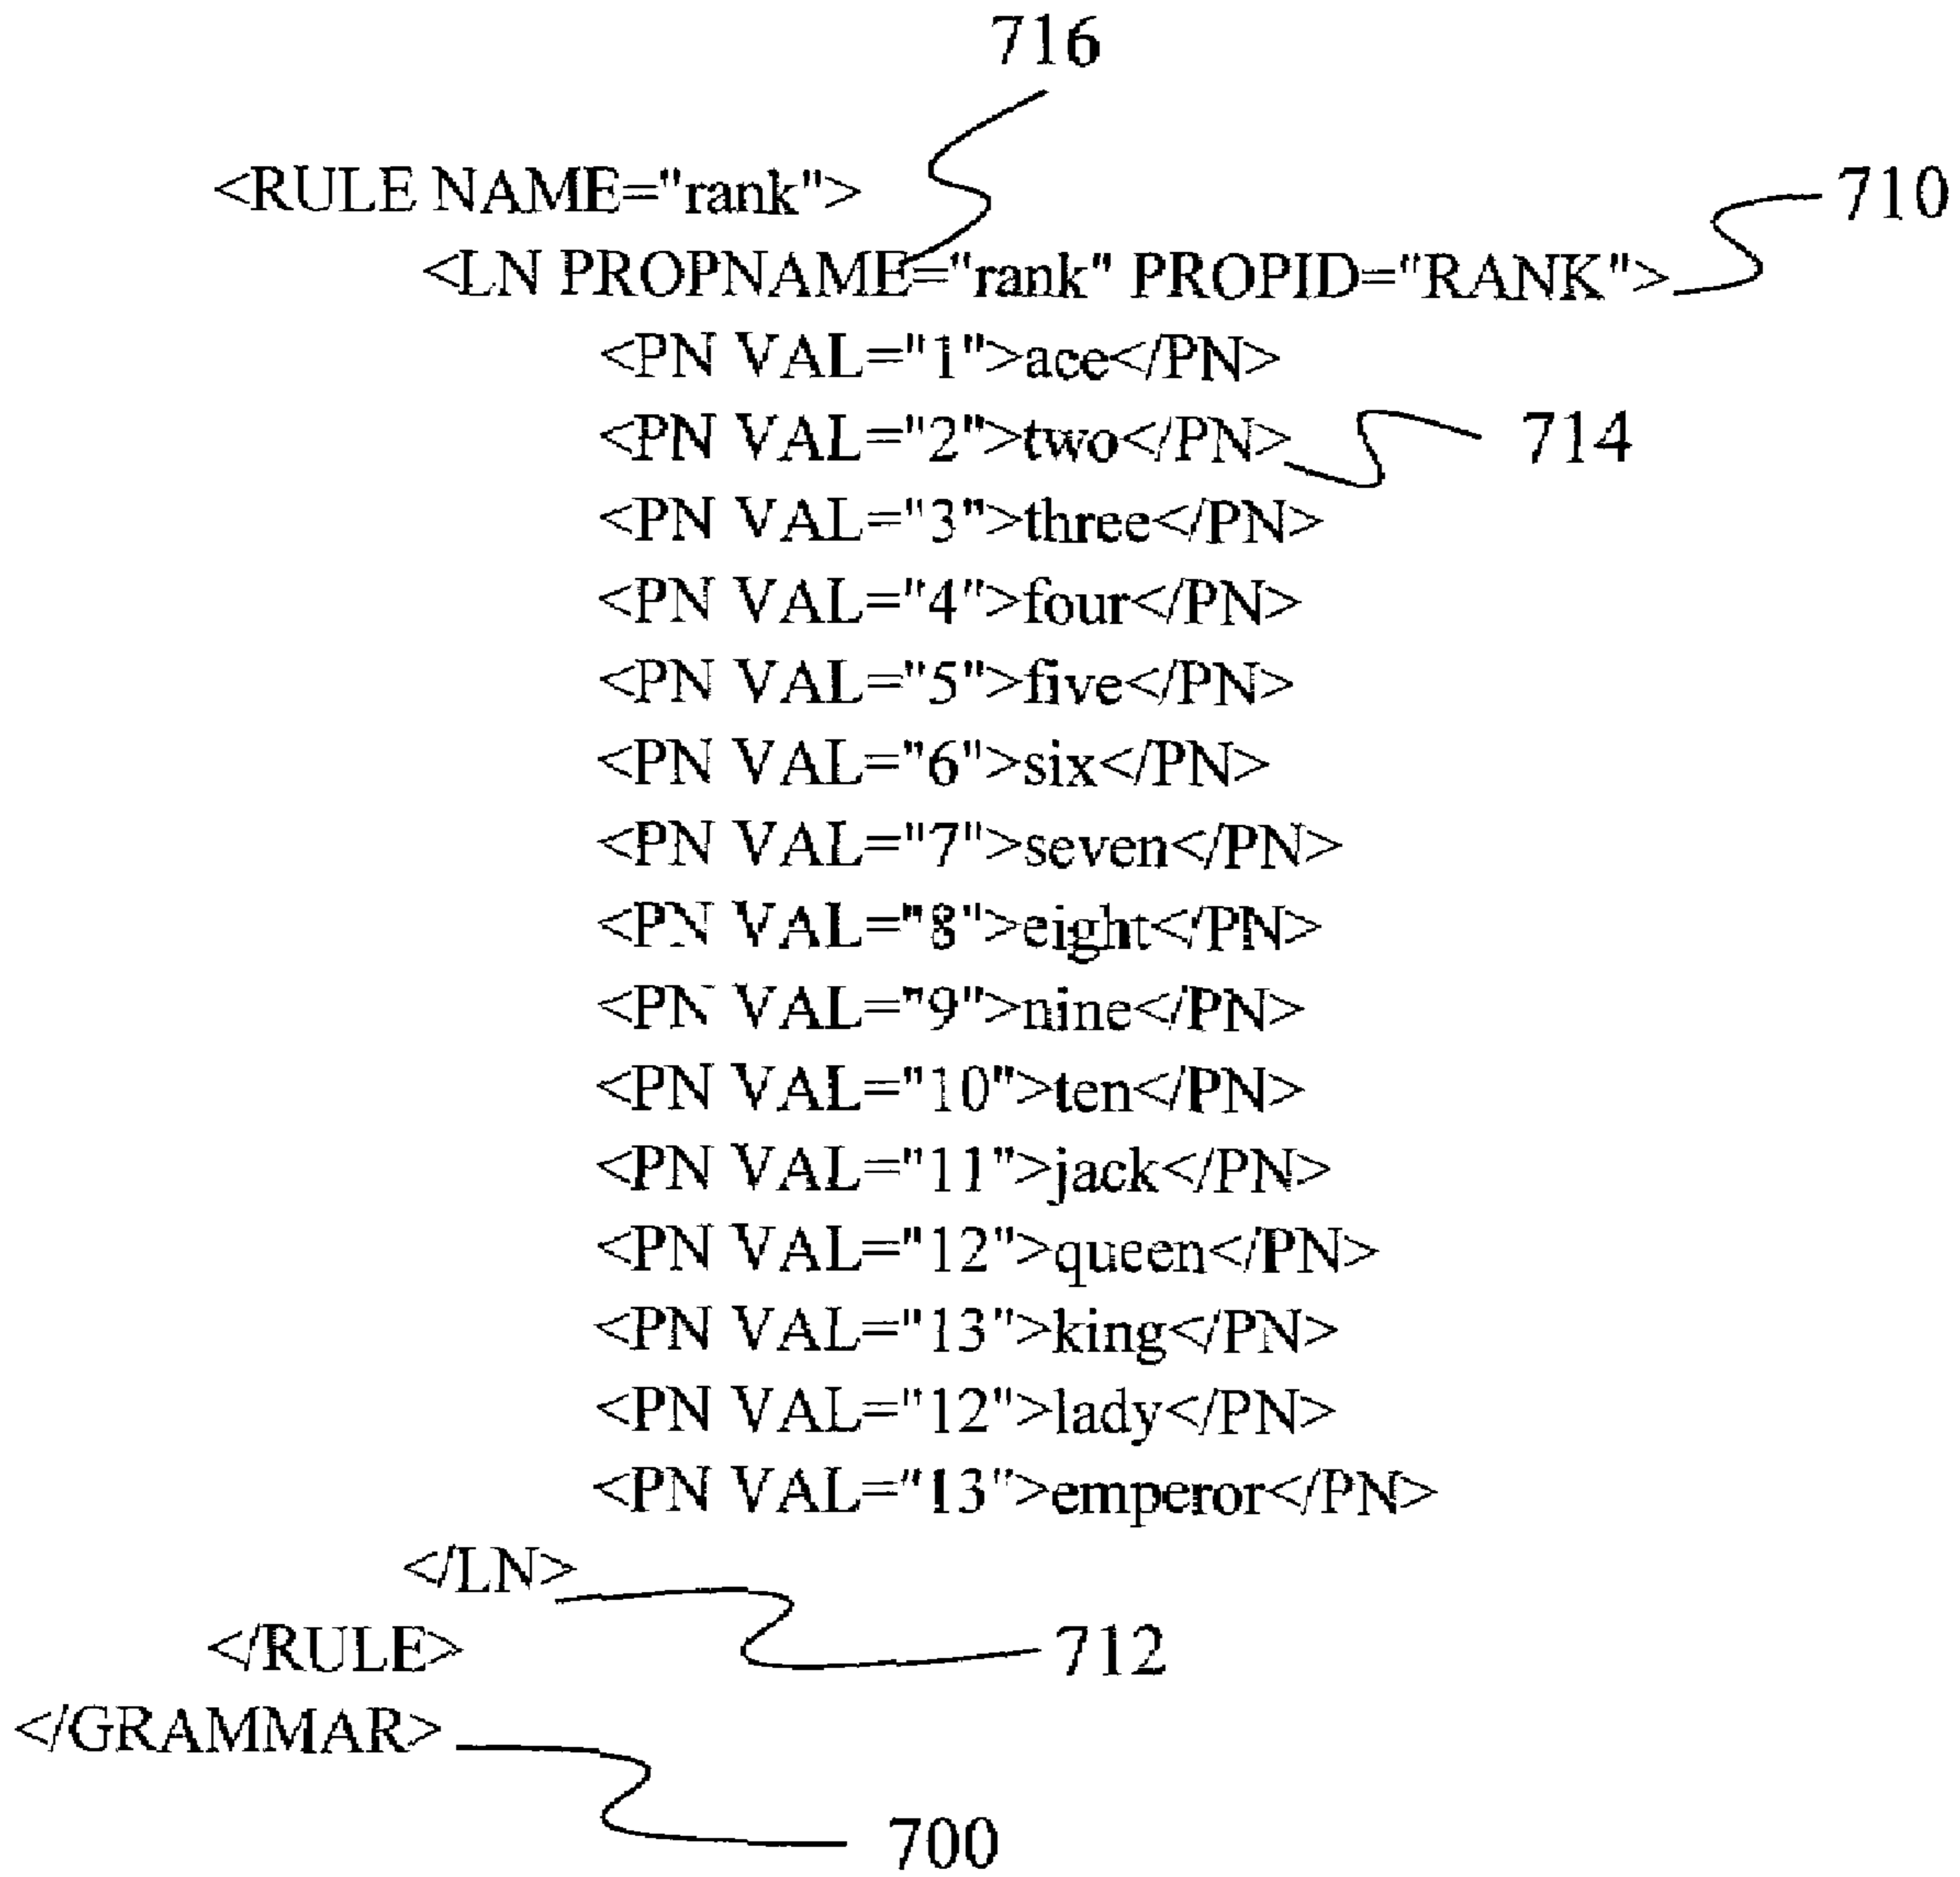 716
<RULE NAME="rank">
710
<LN PROPNAME="rank" PROPID="RANK">
<PN VAL="1">ace</PN>
<PN VAL="2">two</PN>
714
<PN VAL="3">three</PN>
<PN VAL="4">four</PN>
<PN VAL="5">five</PN>
<PN VAL="6">six</PN>
<PN VAL="7">seven</PN>
<PN VAL="8">eight</PN>
<PN VAL="9">nine</PN>
<PN VAL="10">ten</PN>
<PN VAL="11">jack</PN>
<PN VAL="12">queen</PN>
<PN VAL="13">king</PN>
<PN VAL="12">lady</PN>
<PN VAL="13">emperor</PN>
</LN>
</RULE>
712
</GRAMMAR>
700